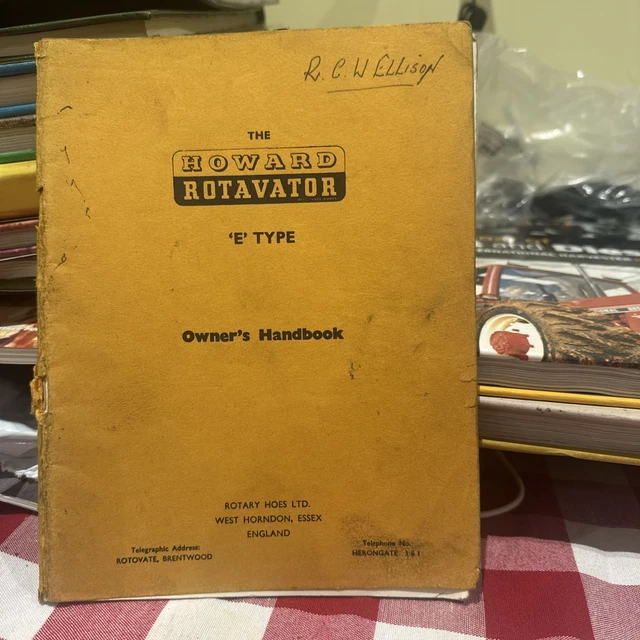 R. C. W ELLison
THE
HOWARD
ROTAVATOR
‘E’ TYPE
Owner's Handbook
ROTARY HOES LTD.
WEST HORNDON, ESSEX
ENGLAND
Telegraphic Address:
ROTOVATE, BRENTWOOD
Telephone No.
HERONGATE 161